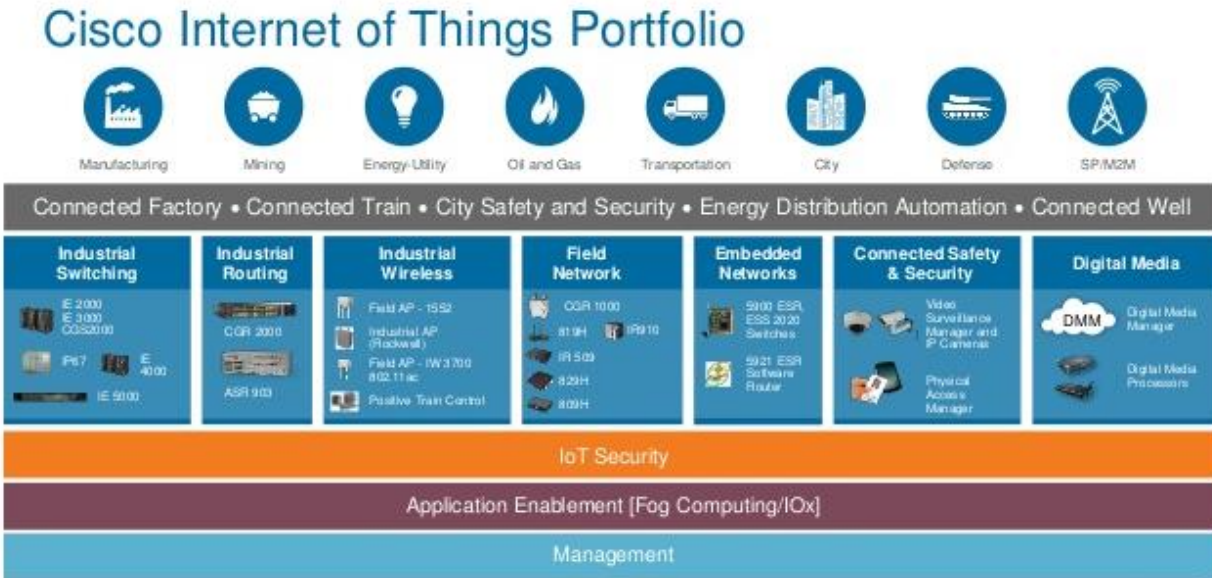 Cisco Internet of Things Portfolio
Manufacturing
Mining
Energy-Utility
Oil and Gas
Transportation
City
Defense
SP/M2M
Connected Factory • Connected Train • City Safety and Security • Energy Distribution Automation • Connected Well
Industrial
Switching
IE 2000
IE 3000
CGS2000
IP67
IE
4000
IE 5000
Industrial
Routing
CGR 2000
ASR 903
Industrial
Wireless
Field AP - 1552
Industrial AP
(Rockwell)
Field AP - IW 3700
802.11ac
Positive Train Control
Field
Network
CGR 1000
819H
IR910
IR 509
829H
809H
Embedded
Networks
5900 ESR,
ESS 2020
Switches
5921 ESR
Software
Router
Connected Safety
& Security
Video
Surveillance
Manager and
IP Cameras
Physical
Access
Manager
Digital Media
DMM
Digital Media
Manager
Digital Media
Processors
IoT Security
Application Enablement [Fog Computing/IOx]
Management